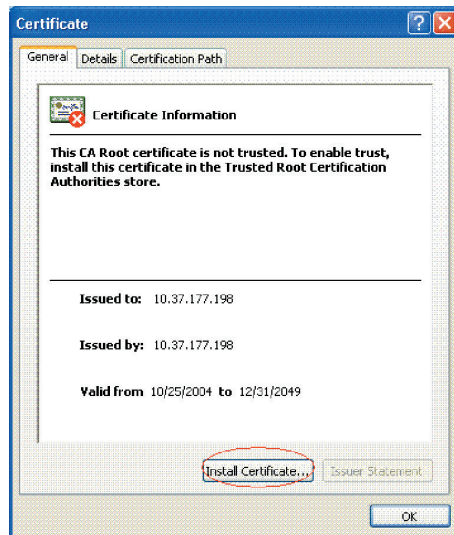 Certificate
General Details Certification Path
Certificate Information
This CA Root certificate is not trusted. To enable trust,
install this certificate in the Trusted Root Certification
Authorities store.
Issued to: 10.37.177.198
Issued by: 10.37.177.198
Valid from 10/25/2004 to 12/31/2049
Install Certificate... Issuer Statement
OK